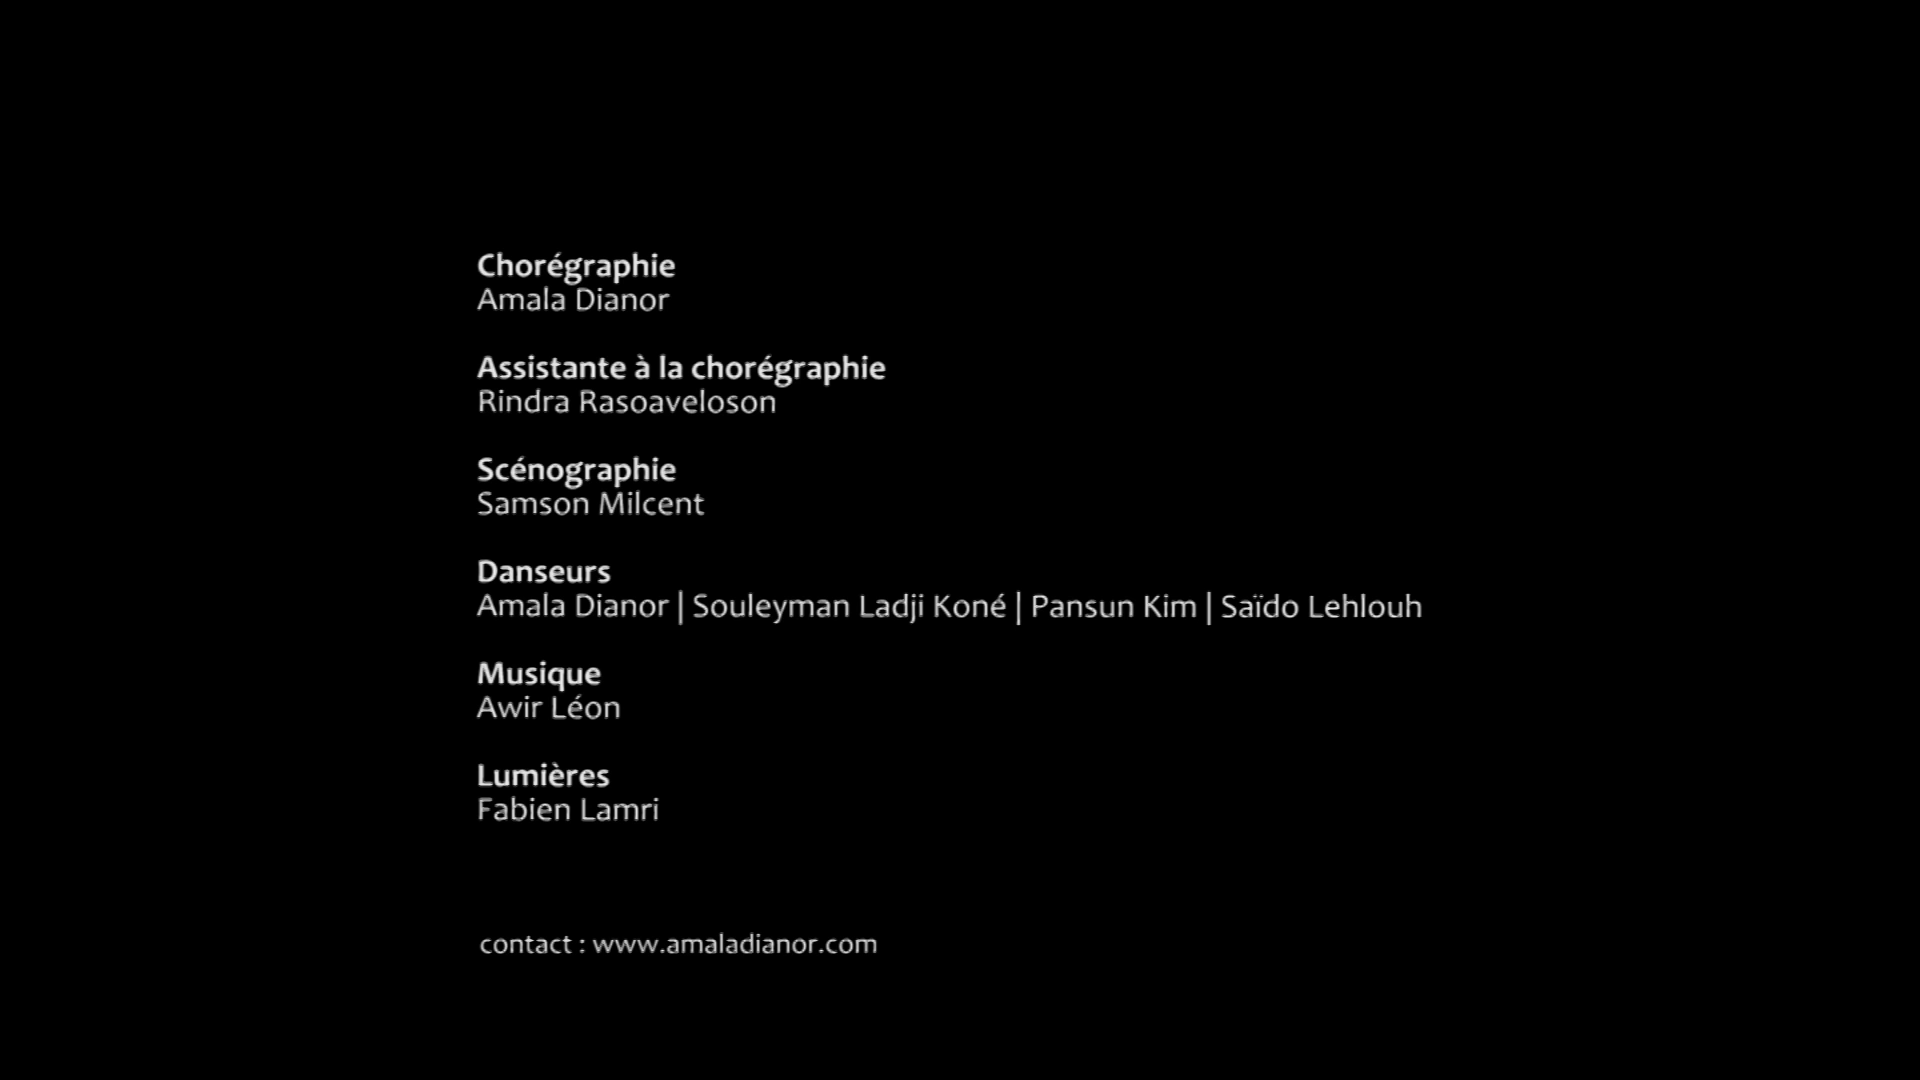 Chorégraphie
Amala Dianor
Assistante à la chorégraphie
Rindra Rasoaveloson
Scénographie
Samson Milcent
Danseurs
Amala Dianor | Souleyman Ladji Koné | Pansun Kim | Saïdo Lehlouh
Musique
Awir Léon
Lumières
Fabien Lamri
contact : www.amaladianor.com